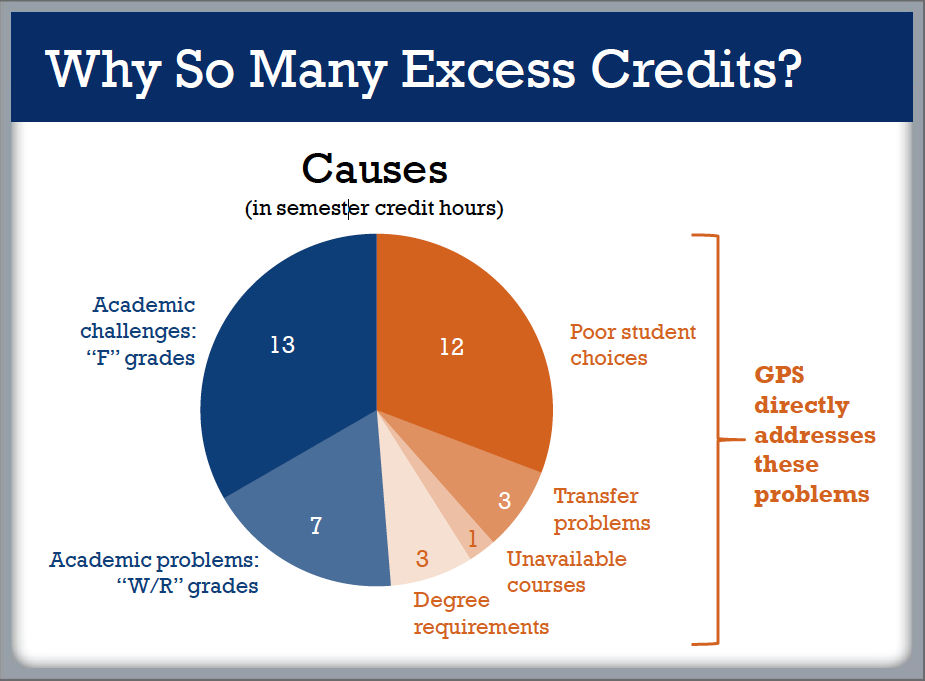 Why So Many Excess Credits?
Causes
(in semester credit hours)
Academic
challenges:
“F” grades
13
12
Poor student
choices
GPS
directly
addresses
these
problems
3
Transfer
problems
7
1
3
Unavailable
courses
Academic problems:
“W/R” grades
Degree
requirements